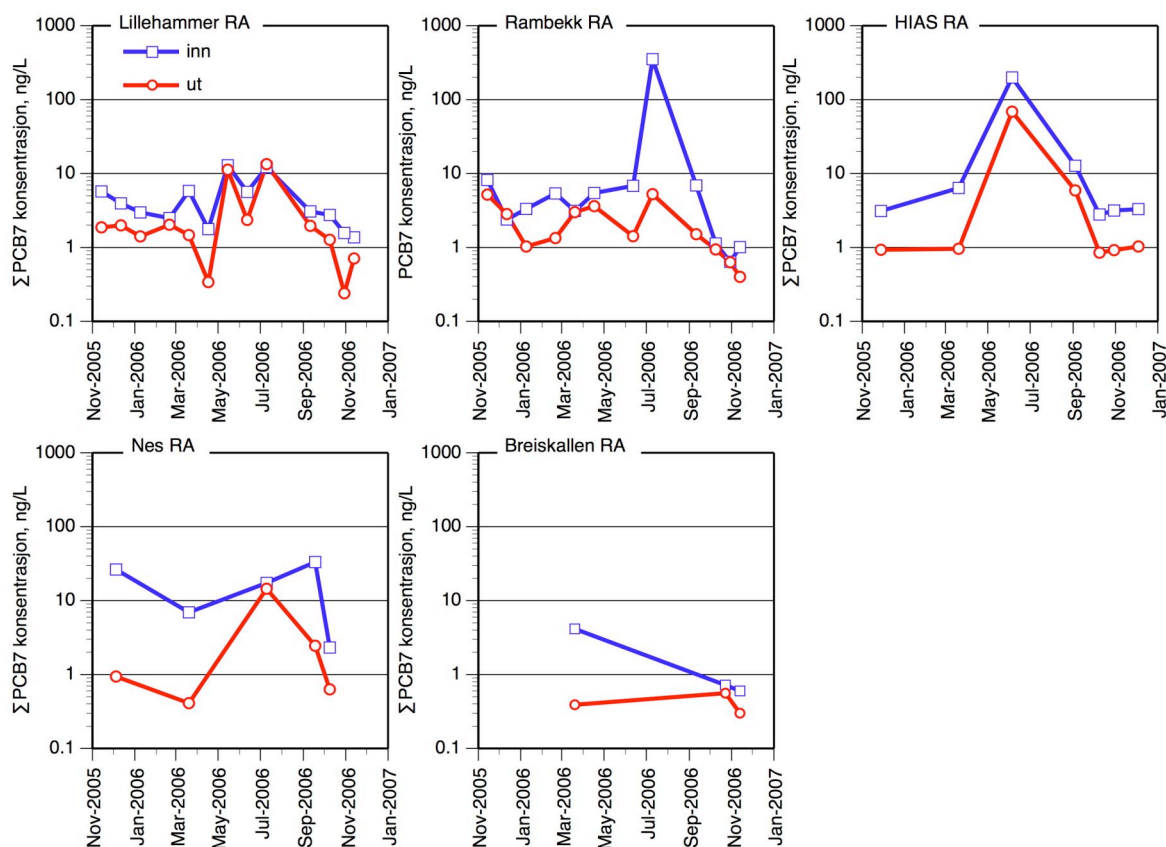 Lillehammer RA
inn
ut
∑PCB7 konsentrasjon, ng/L
1000
100
10
1
0.1
Nov-2005
Jan-2006
Mar-2006
May-2006
Jul-2006
Sep-2006
Nov-2006
Jan-2007
Rambekk RA
PCB7 konsentrasjon, ng/L
1000
100
10
1
0.1
Nov-2005
Jan-2006
Mar-2006
May-2006
Jul-2006
Sep-2006
Nov-2006
Jan-2007
HIAS RA
∑PCB7 konsentrasjon, ng/L
1000
100
10
1
0.1
Nov-2005
Jan-2006
Mar-2006
May-2006
Jul-2006
Sep-2006
Nov-2006
Jan-2007
Nes RA
∑PCB7 konsentrasjon, ng/L
1000
100
10
1
0.1
Nov-2005
Jan-2006
Mar-2006
May-2006
Jul-2006
Sep-2006
Nov-2006
Jan-2007
Breiskallen RA
∑PCB7 konsentrasjon, ng/L
1000
100
10
1
0.1
Nov-2005
Jan-2006
Mar-2006
May-2006
Jul-2006
Sep-2006
Nov-2006
Jan-2007